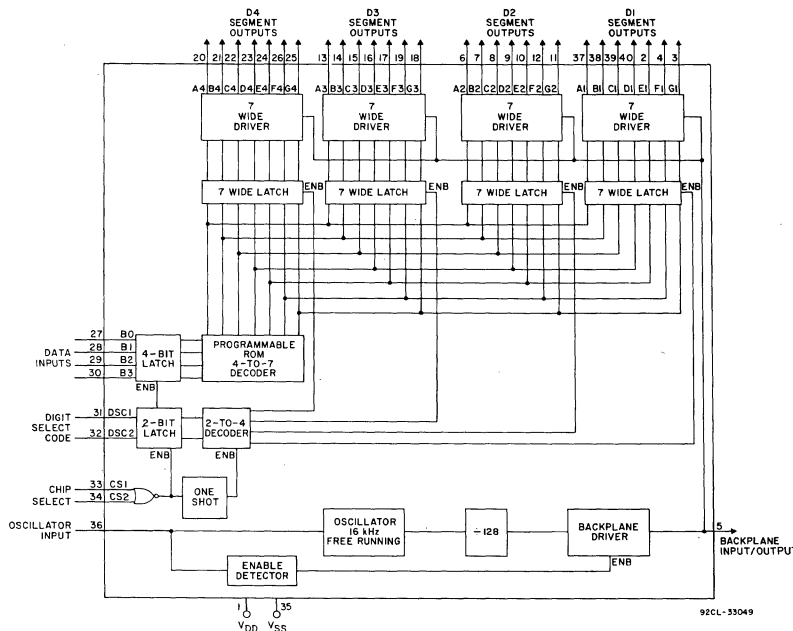 D4 SEGMENT OUTPUTS
D3 SEGMENT OUTPUTS
D2 SEGMENT OUTPUTS
D1 SEGMENT OUTPUTS
20 21 22 23 24 26 25
13 14 15 16 17 19 18
6 7 8 9 10 12 11
37 38 39 40 2 4 3
A4 B4 C4 D4 E4 F4 G4
A3 B3 C3 D3 E3 F3 G3
A2 B2 C2 D2 E2 F2 G2
A1 B1 C1 D1 E1 F1 G1
7 WIDE DRIVER
7 WIDE DRIVER
7 WIDE DRIVER
7 WIDE DRIVER
7 WIDE LATCH
ENB
7 WIDE LATCH
ENB
7 WIDE LATCH
ENB
7 WIDE LATCH
ENB
DATA INPUTS
27 B0
28 B1
29 B2
30 B3
4-BIT LATCH
ENB
PROGRAMMABLE ROM 4-TO-7 DECODER
DIGIT SELECT CODE
31 DSC1
32 DSC2
2-BIT LATCH
ENB
2-TO-4 DECODER
ENB
CHIP SELECT
33 CS1
34 CS2
ONE SHOT
OSCILLATOR INPUT
36
OSCILLATOR 16 kHz FREE RUNNING
÷128
BACKPLANE DRIVER
ENB
5
BACKPLANE INPUT/OUTPUT
ENABLE DETECTOR
1
VDD
35
VSS
92CL-33049